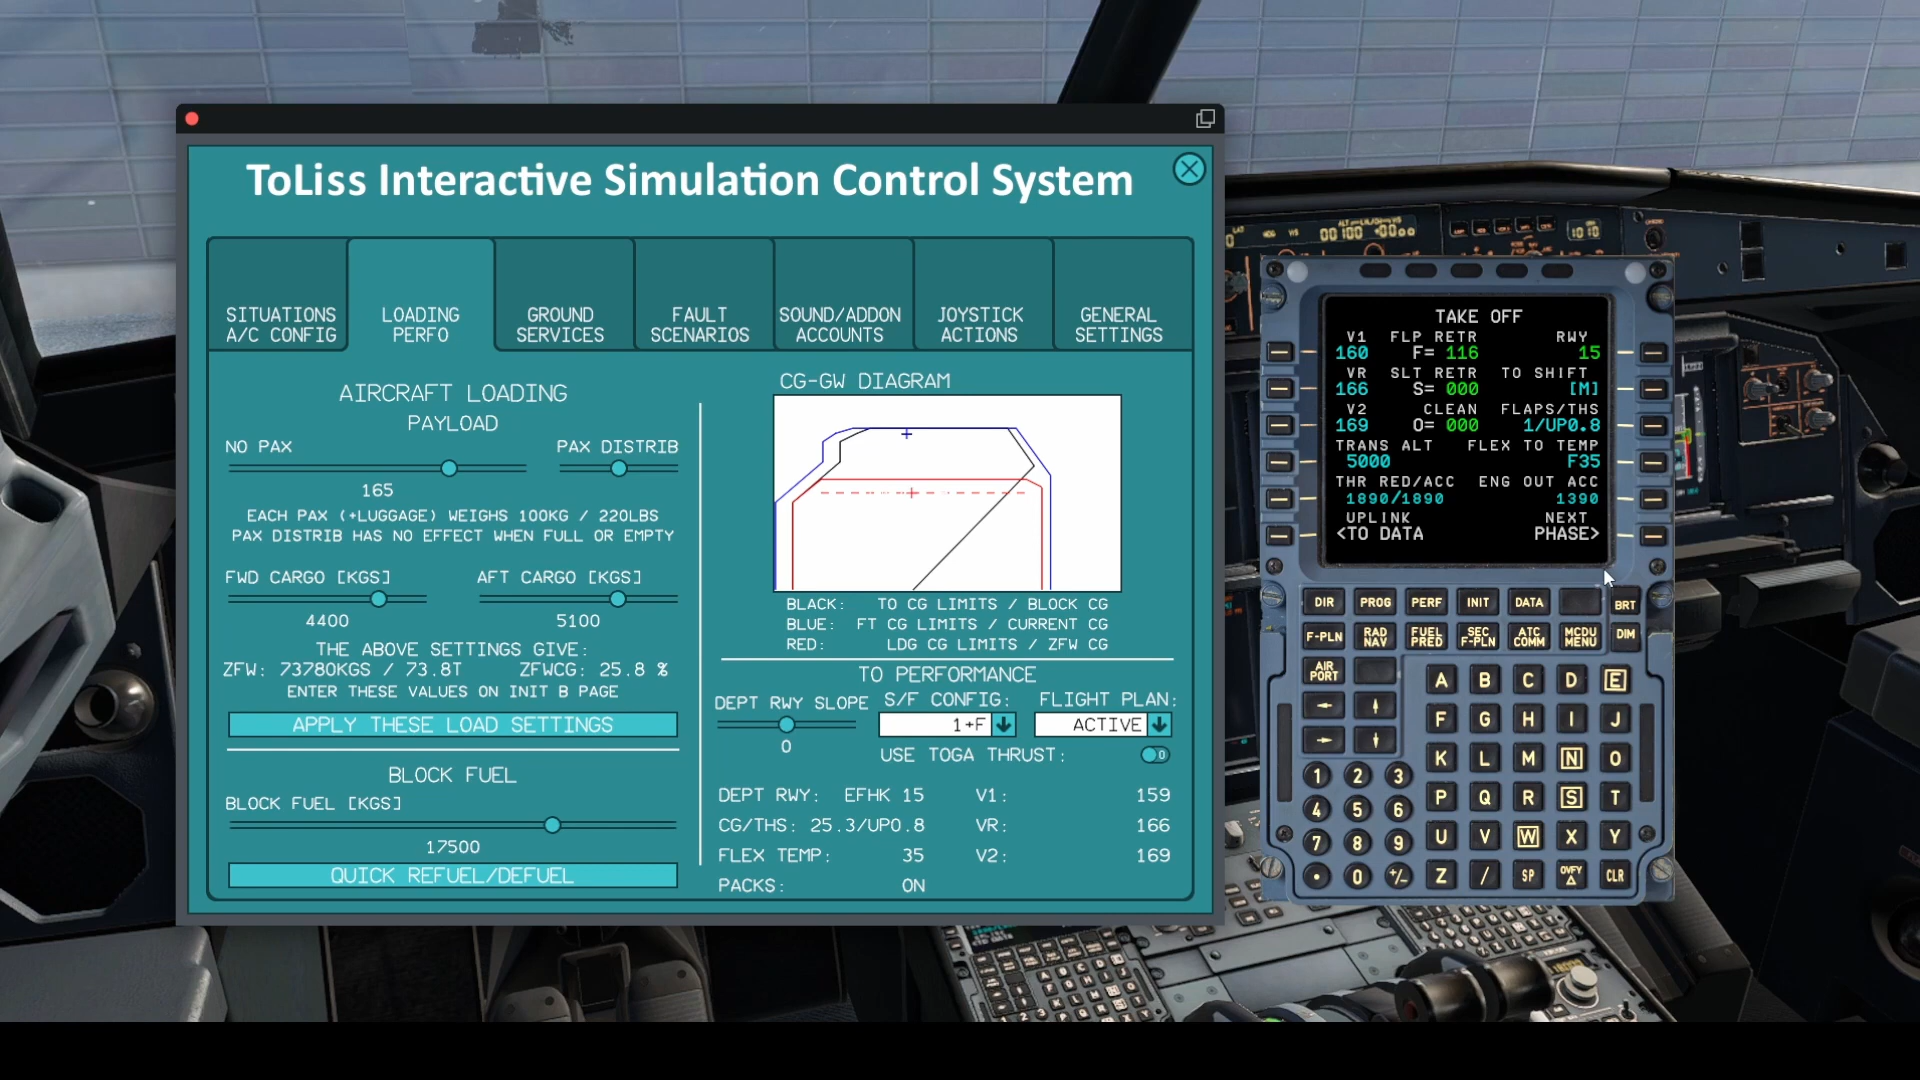 ToLiss Interactive Simulation Control System
SITUATIONS A/C CONFIG
LOADING PERFO
GROUND SERVICES
FAULT SCENARIOS
SOUND/ADDON ACCOUNTS
JOYSTICK ACTIONS
GENERAL SETTINGS
AIRCRAFT LOADING
PAYLOAD
NO PAX
PAX DISTRIB
165
EACH PAX (+LUGGAGE) WEIGHS 100KG / 220LBS
PAX DISTRIB HAS NO EFFECT WHEN FULL OR EMPTY
FWD CARGO [KGS]
AFT CARGO [KGS]
4400
5100
THE ABOVE SETTINGS GIVE:
ZFW: 73780KGS / 73.8T ZFWCG: 25.8 %
ENTER THESE VALUES ON INIT B PAGE
APPLY THESE LOAD SETTINGS
BLOCK FUEL
BLOCK FUEL [KGS]
17500
QUICK REFUEL/DEFUEL
CG-GW DIAGRAM
BLACK: TO CG LIMITS / BLOCK CG
BLUE: FT CG LIMITS / CURRENT CG
RED: LDG CG LIMITS / ZFW CG
TO PERFORMANCE
DEPT RWY SLOPE
S/F CONFIG:
FLIGHT PLAN:
0
1+F
ACTIVE
USE TOGA THRUST:
0
DEPT RWY: EFHK 15 V1: 159
CG/THS: 25.3/UP0.8 VR: 166
FLEX TEMP: 35 V2: 169
PACKS: ON
TAKE OFF
V1 FLP RETR RWY
160 F= 116 15
VR SLT RETR TO SHIFT
166 S= 000 [M]
V2 CLEAN FLAPS/THS
169 O= 000 1/UP0.8
TRANS ALT FLEX TO TEMP
5000 F35
THR RED/ACC ENG OUT ACC
1890/1890 1390
UPLINK NEXT
<TO DATA PHASE>
DIR PROG PERF INIT DATA BRT
F-PLN RAD NAV FUEL PRED SEC F-PLN ATC COMM MCDU MENU DIM
AIR PORT
A B C D E
F G H I J
K L M N O
P Q R S T
U V W X Y
Z / SP OVFY Δ CLR
1 2 3
4 5 6
7 8 9
. 0 +/-